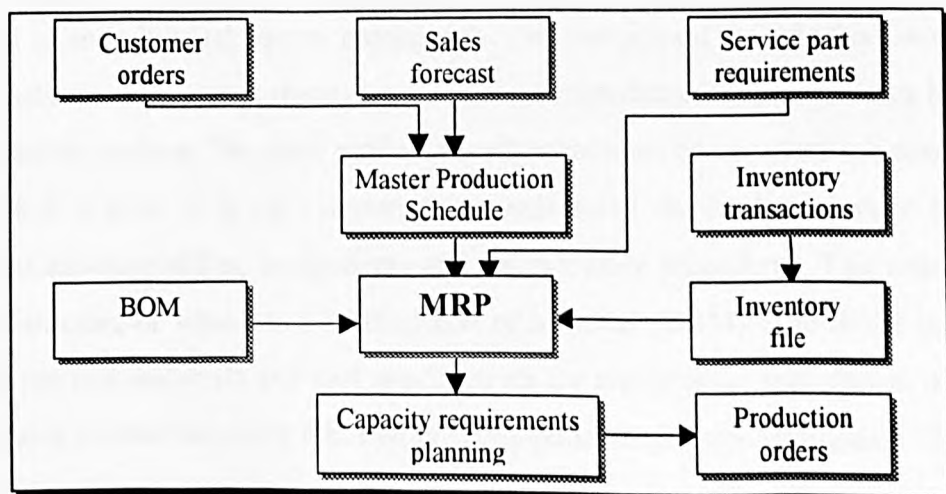 Customer
orders
Sales
forecast
Service part
requirements
Master Production
Schedule
Inventory
transactions
BOM
MRP
Inventory
file
Capacity requirements
planning
Production
orders